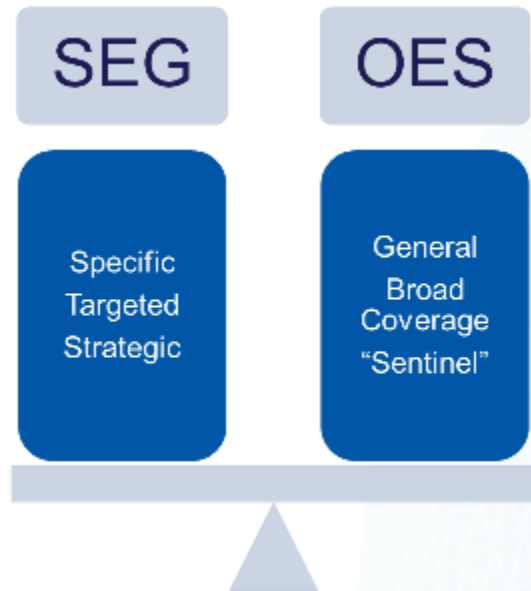 SEG
OES
Specific
Targeted
Strategic
General
Broad
Coverage
“Sentinel”